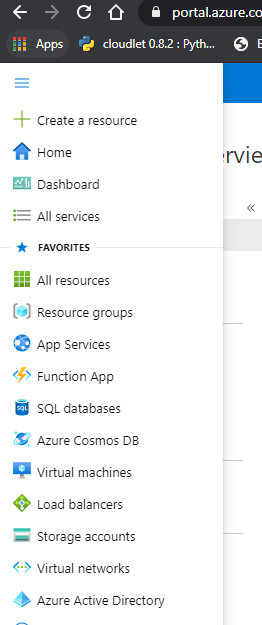 portal.azure.co
Apps
cloudlet 0.8.2 : Pyth...
Create a resource
Home
ervie
Dashboard
All services
«
FAVORITES
All resources
Resource groups
App Services
Function App
SQL databases
Azure Cosmos DB
Virtual machines
Load balancers
Storage accounts
Virtual networks
Azure Active Directory